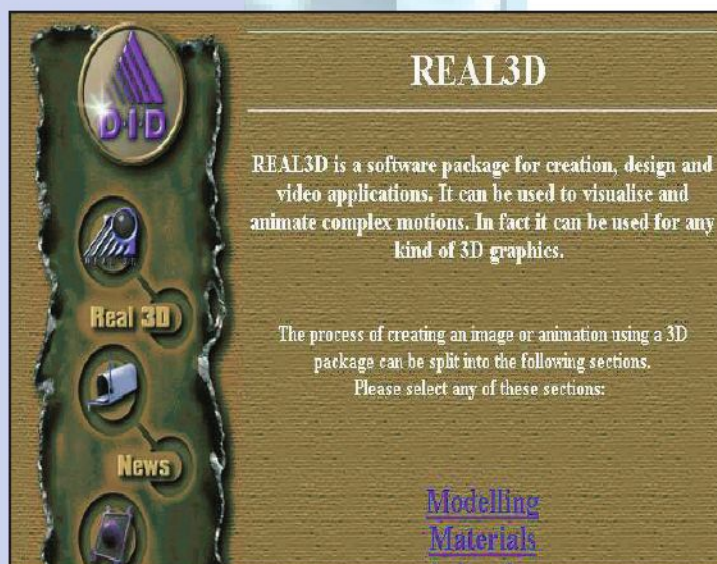 D·I·D
Real 3D
News
REAL3D
REAL3D is a software package for creation, design and
video applications. It can be used to visualise and
animate complex motions. In fact it can be used for any
kind of 3D graphics.
The process of creating an image or animation using a 3D
package can be split into the following sections.
Please select any of these sections:
Modelling
Materials